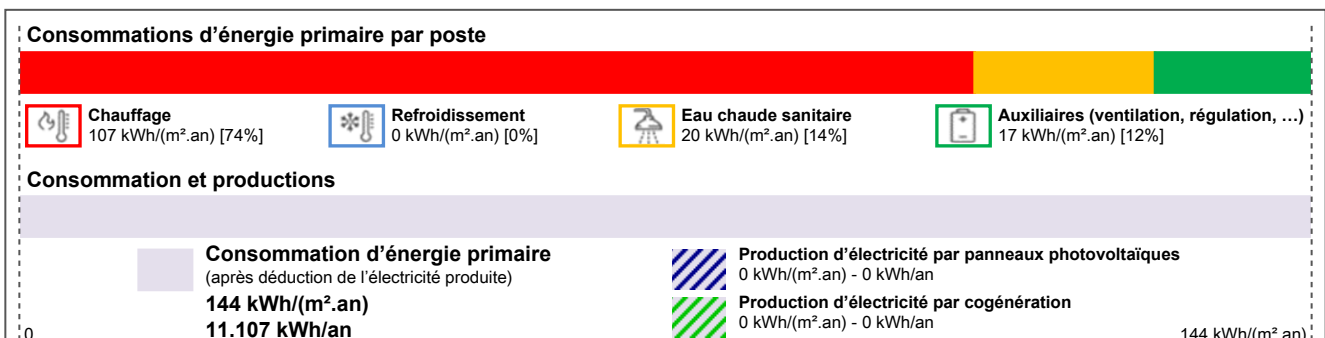 Consommations d'énergie primaire par poste
Chauffage
107 kWh/(m².an) [74%]
Refroidissement
0 kWh/(m².an) [0%]
Eau chaude sanitaire
20 kWh/(m².an) [14%]
Auxiliaires (ventilation, régulation, …)
17 kWh/(m².an) [12%]
Consommation et productions
Consommation d'énergie primaire
(après déduction de l'électricité produite)
144 kWh/(m².an)
11.107 kWh/an
Production d'électricité par panneaux photovoltaïques
0 kWh/(m².an) - 0 kWh/an
Production d'électricité par cogénération
0 kWh/(m².an) - 0 kWh/an
0
144 kWh/(m².an)